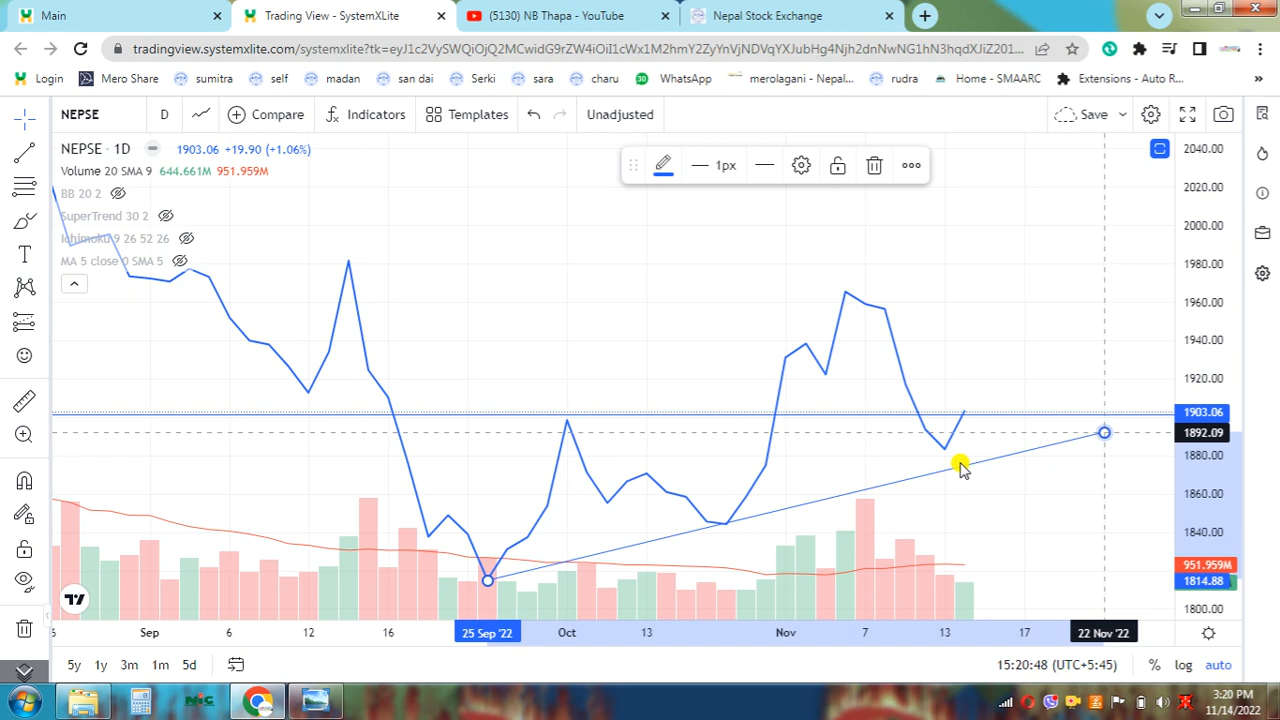 Main
Trading View - SystemXLite
(5130) NB Thapa - YouTube
Nepal Stock Exchange
tradingview.systemxlite.com/systemxlite?tk=
Login
Mero Share
sumitra
self
madan
san dai
Serki
sara
charu
30
WhatsApp
merolagani - Nepal...
rudra
Home - SMAARC
Extensions - Auto R...
»
NEPSE
D
Compare
Indicators
Templates
Unadjusted
Save
NEPSE · 1D
1903.06 +19.90 (+1.06%)
1px
Volume 20 SMA 9 644.661M 951.959M
BB 20 2
SuperTrend 30 2
Ichimoku 9 26 52 26
MA 5 close 0 SMA 5
2040.00
2020.00
2000.00
1980.00
1960.00
1940.00
1920.00
1903.06
1892.09
1880.00
1860.00
1840.00
951.959M
1814.88
1800.00
6
Sep
6
12
16
25 Sep '22
Oct
13
Nov
7
13
17
22 Nov '22
5y
1y
3m
1m
5d
15:20:48 (UTC+5:45)
%
log
auto
NIC
3:20 PM
11/14/2022